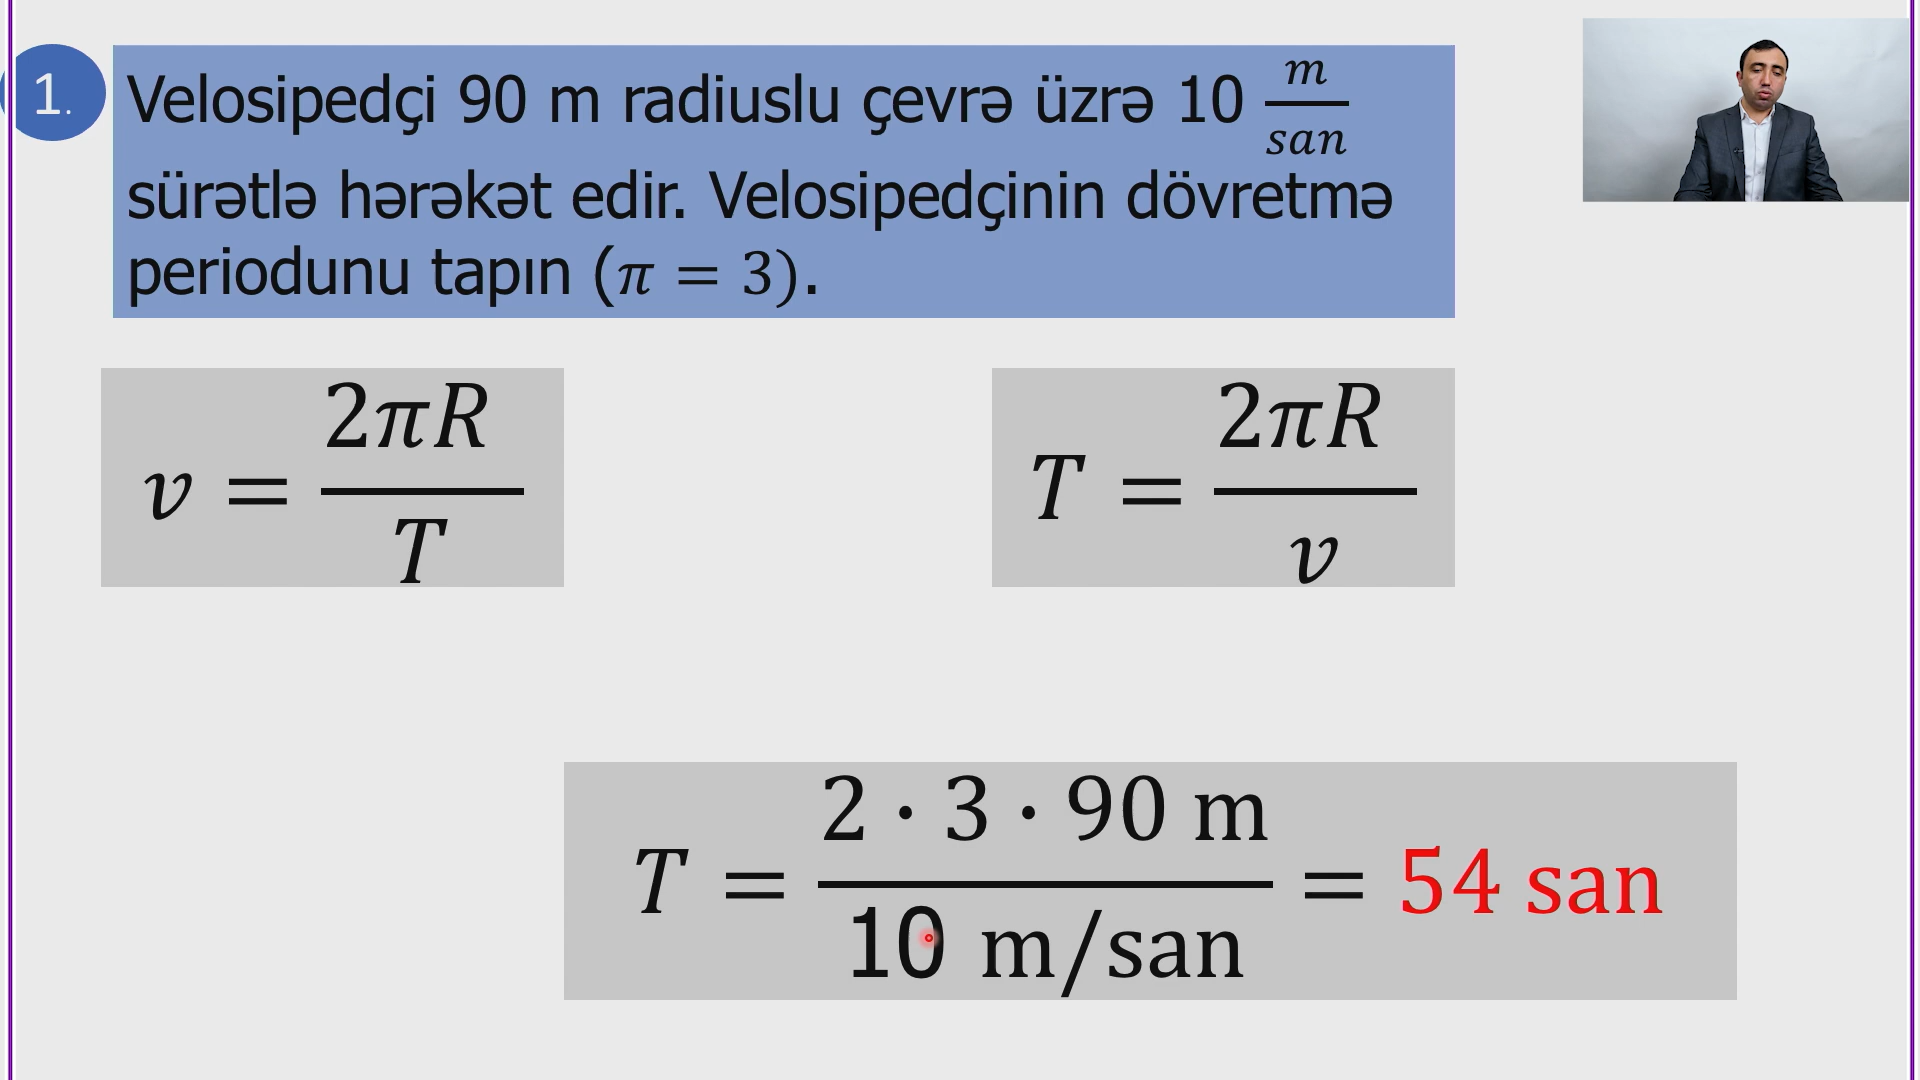 1.
Velosipedçi 90 m radiuslu çevrə üzrə 10 m/san
sürətlə hərəkət edir. Velosipedçinin dövretmə
periodunu tapın (π = 3).
v = 2πR / T
T = 2πR / v
T = 2 · 3 · 90 m / 10 m/san = 54 san